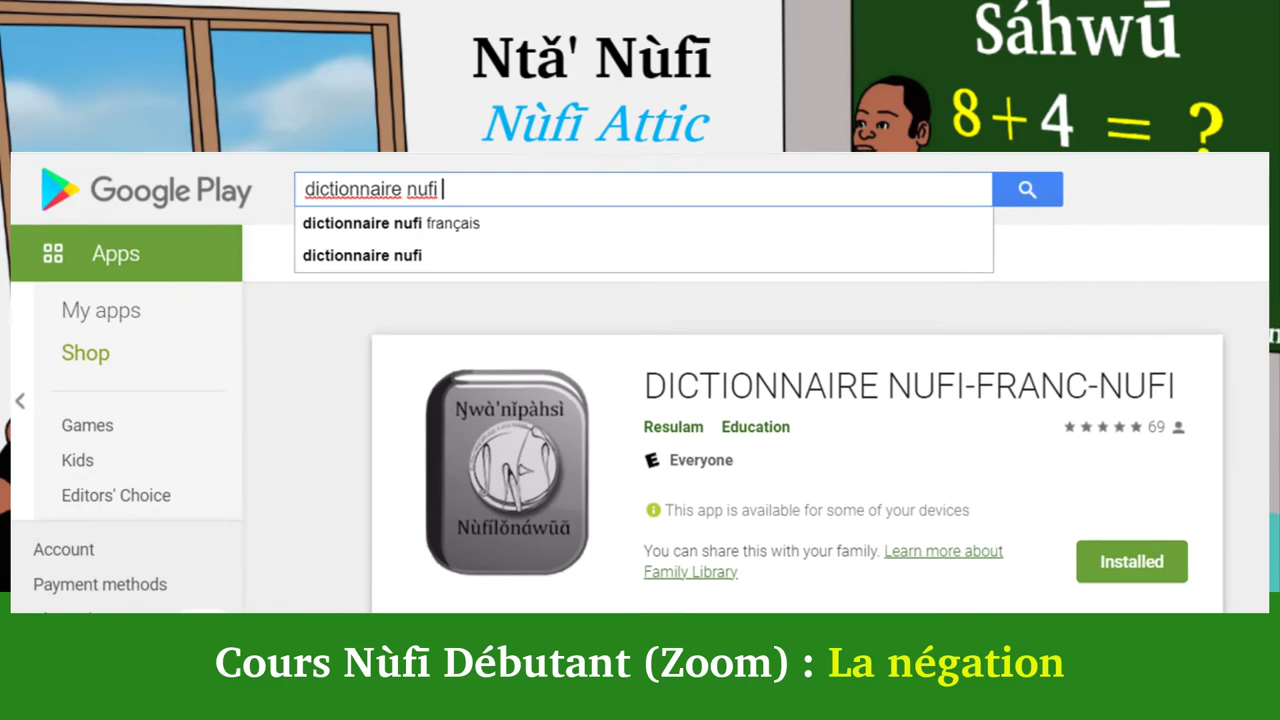 Ntǎ' Nùfī
Nùfī Attic
Sáhwū
8+4 = ?
Google Play
dictionnaire nufi
dictionnaire nufi français
dictionnaire nufi
Apps
My apps
Shop
Games
Kids
Editors' Choice
Account
Payment methods
DICTIONNAIRE NUFI-FRANC-NUFI
Resulam Education
69
E Everyone
This app is available for some of your devices
You can share this with your family. Learn more about
Family Library
Installed
Ŋwà'nǐpàhsì
Nùfílǒnáwūā
Cours Nùfī Débutant (Zoom) : La négation